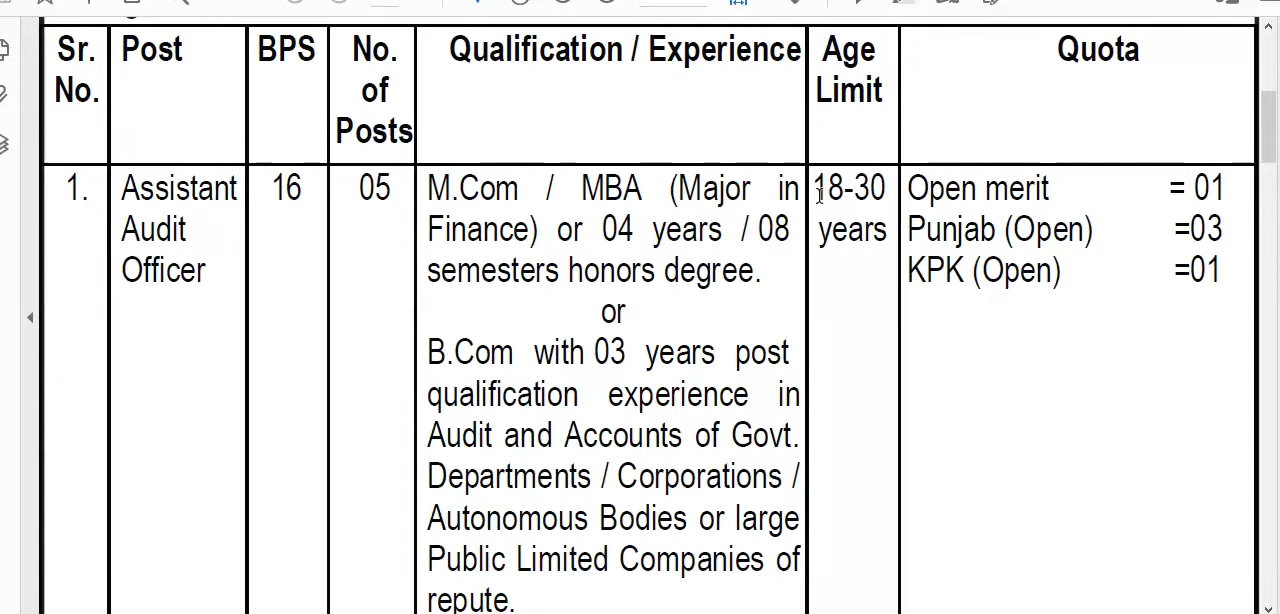 Sr. No.
Post
BPS
No. of Posts
Qualification / Experience
Age Limit
Quota
1.
Assistant
Audit
Officer
16
05
M.Com / MBA (Major in
Finance) or 04 years / 08
semesters honors degree.
or
B.Com with 03 years post
qualification experience in
Audit and Accounts of Govt.
Departments / Corporations /
Autonomous Bodies or large
Public Limited Companies of
repute.
18-30
years
Open merit = 01
Punjab (Open) =03
KPK (Open) =01